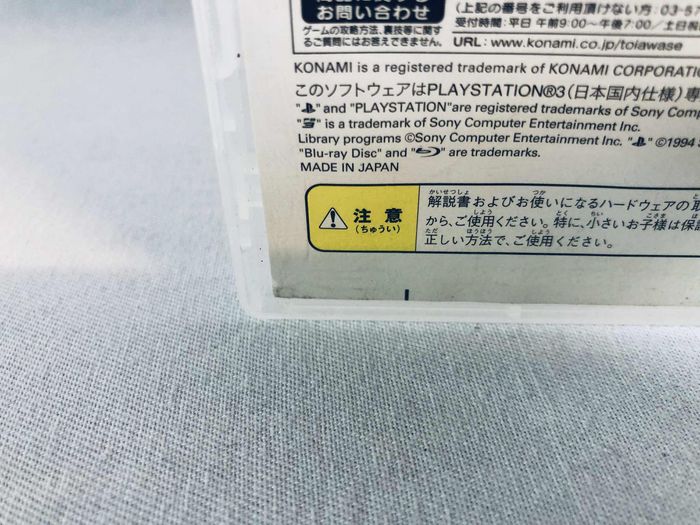 お問い合わせ
ゲームの攻略方法、裏技等に関す
るご質問にはお答えできません。
(上記の番号をご利用頂けない方:03-57
受付時間:平日 午前9:00~午後7:00/土日祝
URL:www.konami.co.jp/toiawase
KONAMI is a registered trademark of KONAMI CORPORATIO
このソフトウェアはPLAYSTATION®3(日本国内仕様)専
" " and "PLAYSTATION"are registered trademarks of Sony Comp
" " is a trademark of Sony Computer Entertainment Inc.
Library programs ©Sony Computer Entertainment Inc. " " ©1994
"Blu-ray Disc" and " " are trademarks.
MADE IN JAPAN
注意
(ちゅうい)
解説書およびお使いになるハードウェアの取
から、ご使用ください。特に、小さいお子様は保護
正しい方法で、ご使用ください。